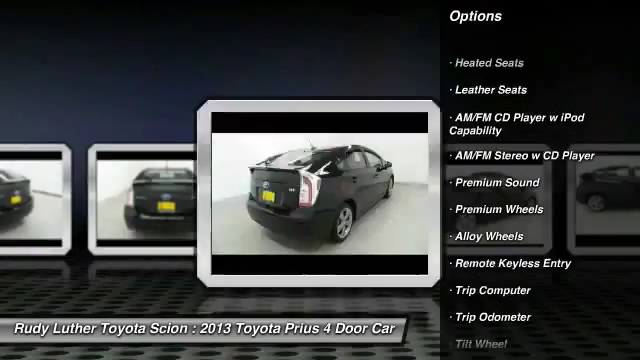 Options
· Heated Seats
· Leather Seats
· AM/FM CD Player w iPod
Capability
· AM/FM Stereo w CD Player
· Premium Sound
· Premium Wheels
· Alloy Wheels
· Remote Keyless Entry
· Trip Computer
· Trip Odometer
· Tilt Wheel
Rudy Luther Toyota Scion : 2013 Toyota Prius 4 Door Car